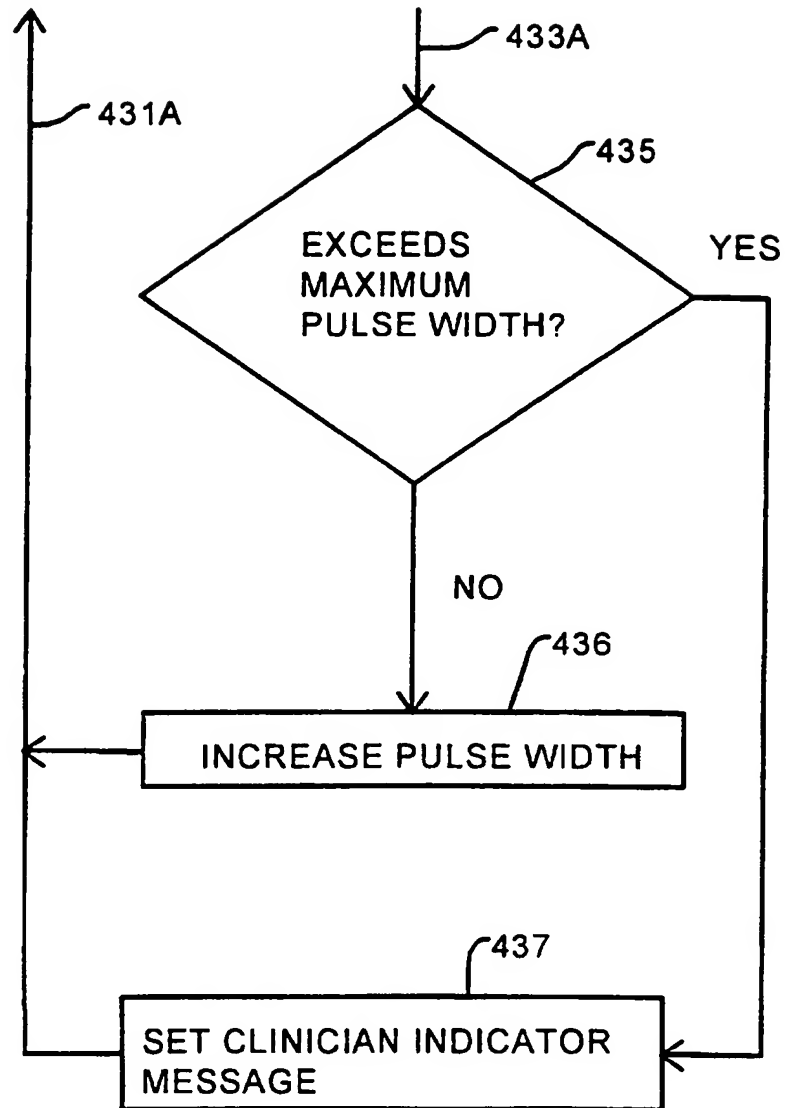 433A
431A
435
EXCEEDS
MAXIMUM
PULSE WIDTH?
YES
NO
436
INCREASE PULSE WIDTH
437
SET CLINICIAN INDICATOR
MESSAGE